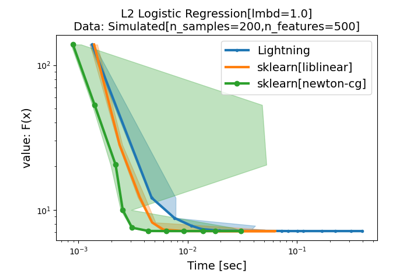 L2 Logistic Regression[lmbd=1.0]
Data: Simulated[n_samples=200,n_features=500]
Lightning
sklearn[liblinear]
sklearn[newton-cg]
value: F(x)
10²
10¹
10⁻³
10⁻²
10⁻¹
Time [sec]